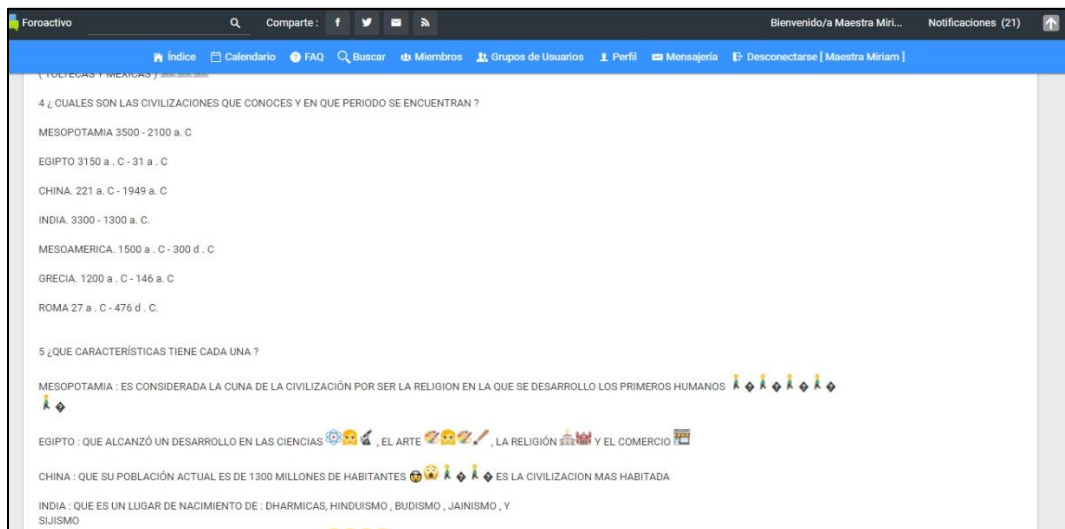 Foroactivo
Comparte:
Bienvenido/a Maestra Miri...
Notificaciones (21)
Índice Calendario FAQ Buscar Miembros Grupos de Usuarios Perfil Mensajería Desconectarse [ Maestra Miriam ]
( TOLTECAS Y MEXICAS )
4 ¿ CUALES SON LAS CIVILIZACIONES QUE CONOCES Y EN QUE PERIODO SE ENCUENTRAN ?
MESOPOTAMIA 3500 - 2100 a. C
EGIPTO 3150 a . C - 31 a . C
CHINA. 221 a. C - 1949 a. C
INDIA. 3300 - 1300 a. C.
MESOAMERICA. 1500 a . C - 300 d . C
GRECIA. 1200 a . C - 146 a. C
ROMA 27 a . C - 476 d . C.
5 ¿QUE CARACTERÍSTICAS TIENE CADA UNA ?
MESOPOTAMIA : ES CONSIDERADA LA CUNA DE LA CIVILIZACIÓN POR SER LA RELIGION EN LA QUE SE DESARROLLO LOS PRIMEROS HUMANOS
EGIPTO : QUE ALCANZÓ UN DESARROLLO EN LAS CIENCIAS , EL ARTE , LA RELIGIÓN Y EL COMERCIO
CHINA : QUE SU POBLACIÓN ACTUAL ES DE 1300 MILLONES DE HABITANTES ES LA CIVILIZACION MAS HABITADA
INDIA : QUE ES UN LUGAR DE NACIMIENTO DE : DHARMICAS, HINDUISMO , BUDISMO , JAINISMO , Y
SIJISMO